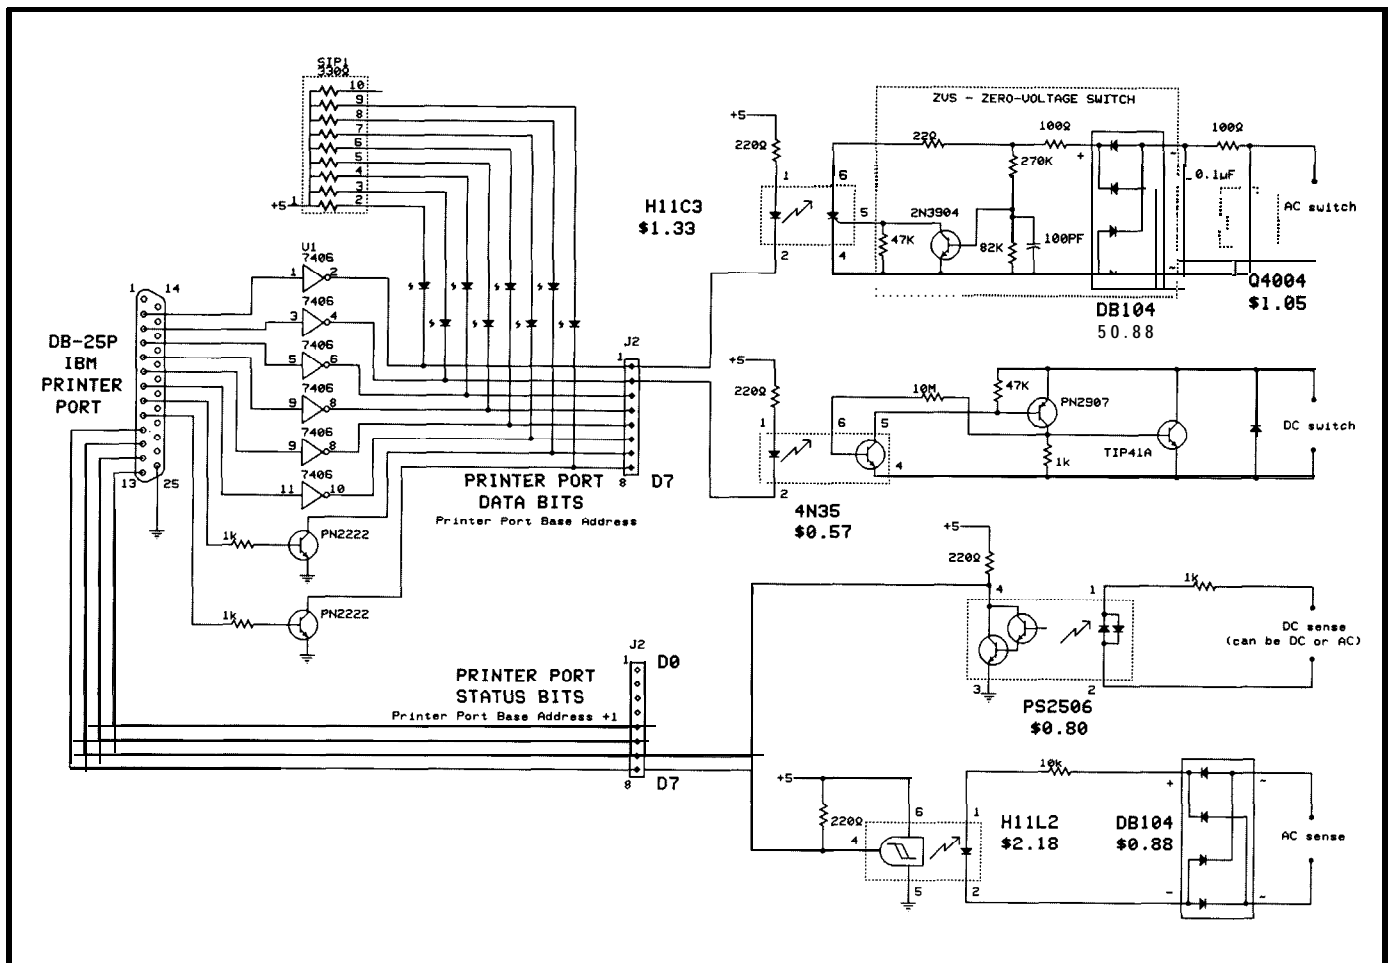 SIP1
330Ω
10
9
8
7
6
5
4
3
2
+5 1
U1
7406
1 2
7406
3 4
7406
5 6
7406
9 8
7406
9 8
7406
11 10
1 14
DB-25P
IBM
PRINTER
PORT
13 25
1k PN2222
1k PN2222
J2
1
8 D7
PRINTER PORT
DATA BITS
Printer Port Base Address
J2
1 D0
PRINTER PORT
STATUS BITS
Printer Port Base Address +1
8 D7
ZVS - ZERO-VOLTAGE SWITCH
+5
220Ω
1 6
H11C3
$1.33
5
2 4
22Ω
100Ω
270K
2N3904
47K
82K
100PF
+
~
~
DB104
50.88
100Ω
0.1µF
AC switch
Q4004
$1.05
+5
220Ω
1 6 5
2 4
4N35
$0.57
10M
47K
PN2907
1k
TIP41A
DC switch
+5
220Ω
4 1
1k
3 2
DC sense
(can be DC or AC)
PS2506
$0.80
+5
220Ω
6 1
4
5 2
H11L2
$2.18
10k
DB104
$0.88
+ ~
- ~
AC sense